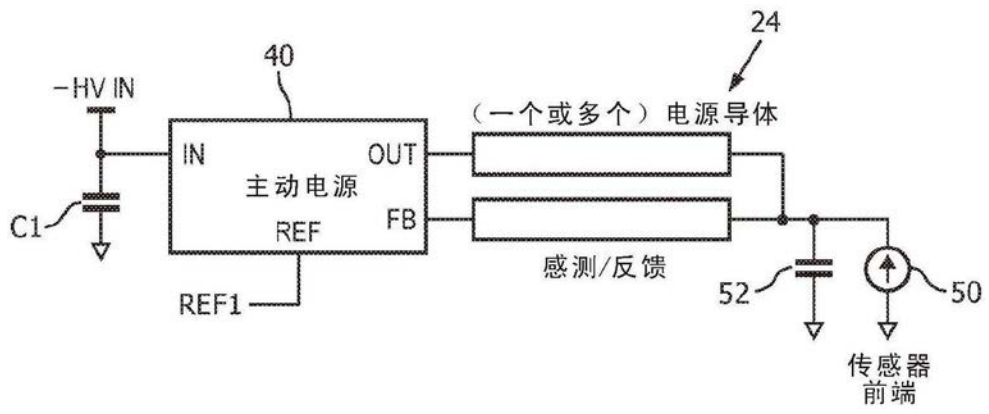 24
40
-HV IN
(一个或多个)电源导体
IN
OUT
主动电源
C1
REF
FB
感测/反馈
REF1
52
50
传感器
前端